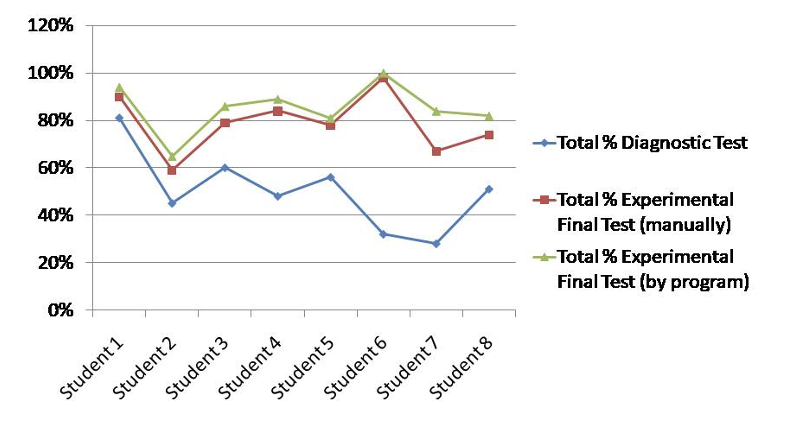 120%
100%
80%
60%
40%
20%
0%
Student 1
Student 2
Student 3
Student 4
Student 5
Student 6
Student 7
Student 8
Total % Diagnostic Test
Total % Experimental
Final Test (manually)
Total % Experimental
Final Test (by program)